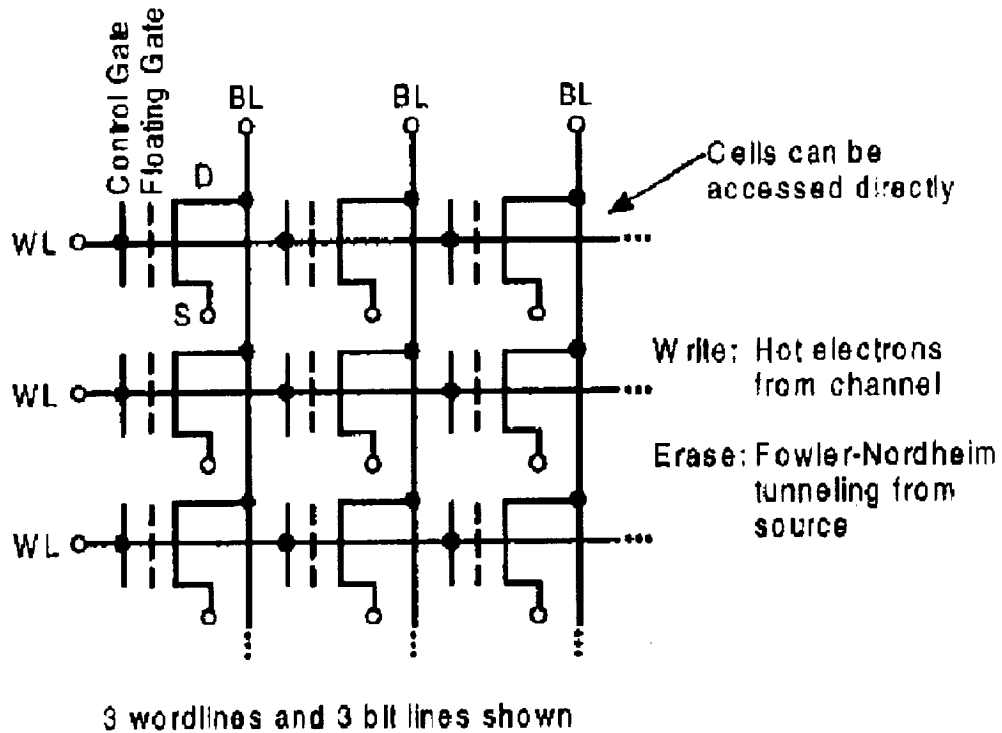 Control Gate
Floating Gate
BL
BL
BL
D
Cells can be
accessed directly
WL
...
S
Write: Hot electrons
from channel
WL
...
Erase: Fowler-Nordheim
tunneling from
source
WL
...
...
...
...
3 wordlines and 3 bit lines shown